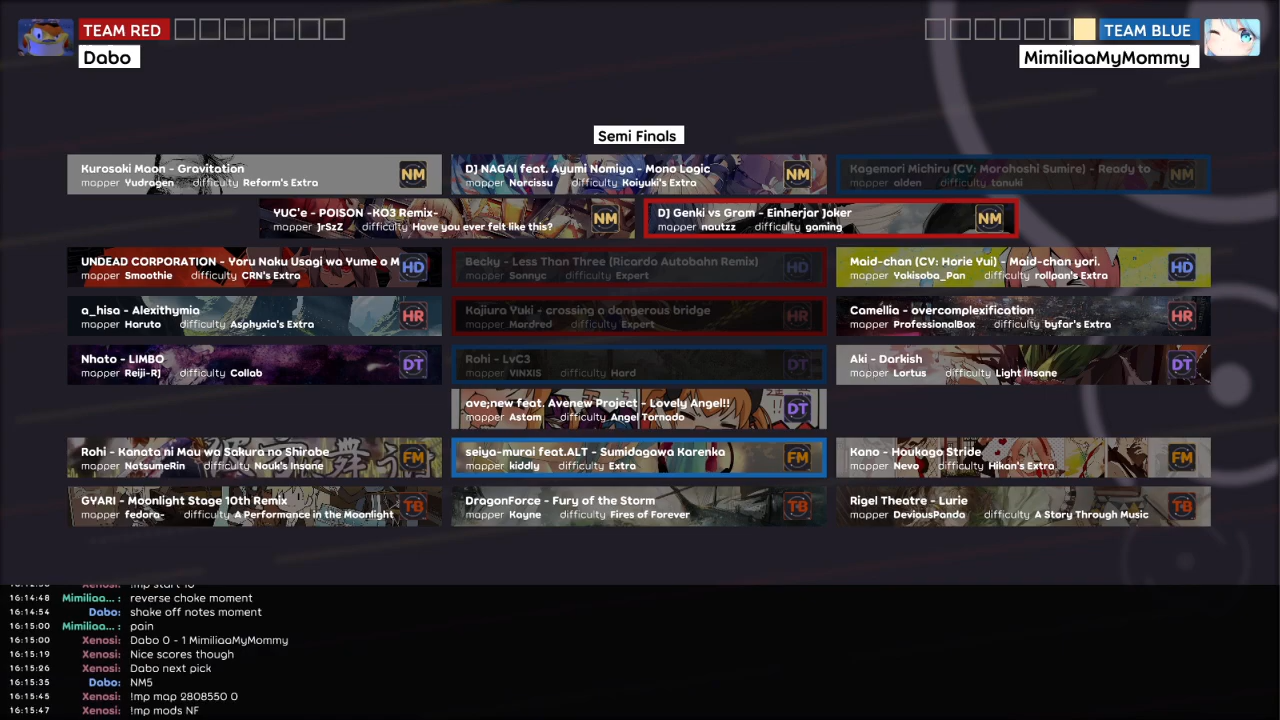 TEAM RED
TEAM BLUE
Dabo
MimiliaaMyMommy
Semi Finals
Kurosaki Maon - Gravitation
mapper Yudragen difficulty Reform's Extra
NM
DJ NAGAI feat. Ayumi Nomiya - Mono Logic
mapper Narcissu difficulty Koiyuki's Extra
NM
Kagemori Michiru (CV: Morohoshi Sumire) - Ready to
mapper alden difficulty tanuki
NM
YUC'e - POISON -KO3 Remix-
mapper JrSzZ difficulty Have you ever felt like this?
NM
DJ Genki vs Gram - Einherjar Joker
mapper nautzz difficulty gaming
NM
UNDEAD CORPORATION - Yoru Naku Usagi wa Yume o M
mapper Smoothie difficulty CRN's Extra
HD
Becky - Less Than Three (Ricardo Autobahn Remix)
mapper Sonnyc difficulty Expert
HD
Maid-chan (CV: Horie Yui) - Maid-chan yori.
mapper Yakisoba_Pan difficulty rollpan's Extra
HD
a_hisa - Alexithymia
mapper Haruto difficulty Asphyxia's Extra
HR
Kajiura Yuki - crossing a dangerous bridge
mapper Mordred difficulty Expert
HR
Camellia - overcomplexification
mapper ProfessionalBox difficulty byfar's Extra
HR
Nhato - LIMBO
mapper Reiji-RJ difficulty Collab
DT
Rohi - LvC3
mapper VINXIS difficulty Hard
DT
Aki - Darkish
mapper Lortus difficulty Light Insane
DT
ave;new feat. Avenew Project - Lovely Angel!!
mapper Astom difficulty Angel Tornado
DT
Rohi - Kanata ni Mau wa Sakura no Shirabe
mapper NatsumeRin difficulty Nouk's Insane
FM
seiya-murai feat.ALT - Sumidagawa Karenka
mapper kiddly difficulty Extra
FM
Kano - Houkago Stride
mapper Nevo difficulty Hikan's Extra
FM
GYARI - Moonlight Stage 10th Remix
mapper fedora- difficulty A Performance in the Moonlight
TB
DragonForce - Fury of the Storm
mapper Kayne difficulty Fires of Forever
TB
Rigel Theatre - Lurie
mapper DeviousPanda difficulty A Story Through Music
TB
Xenosi: !mp start 10
16:14:48 Mimiliaa... : reverse choke moment
16:14:54 Dabo: shake off notes moment
16:15:00 Mimiliaa... : pain
16:15:00 Xenosi: Dabo 0 - 1 MimiliaaMyMommy
16:15:19 Xenosi: Nice scores though
16:15:26 Xenosi: Dabo next pick
16:15:35 Dabo: NM5
16:15:45 Xenosi: !mp map 2808550 0
16:15:47 Xenosi: !mp mods NF